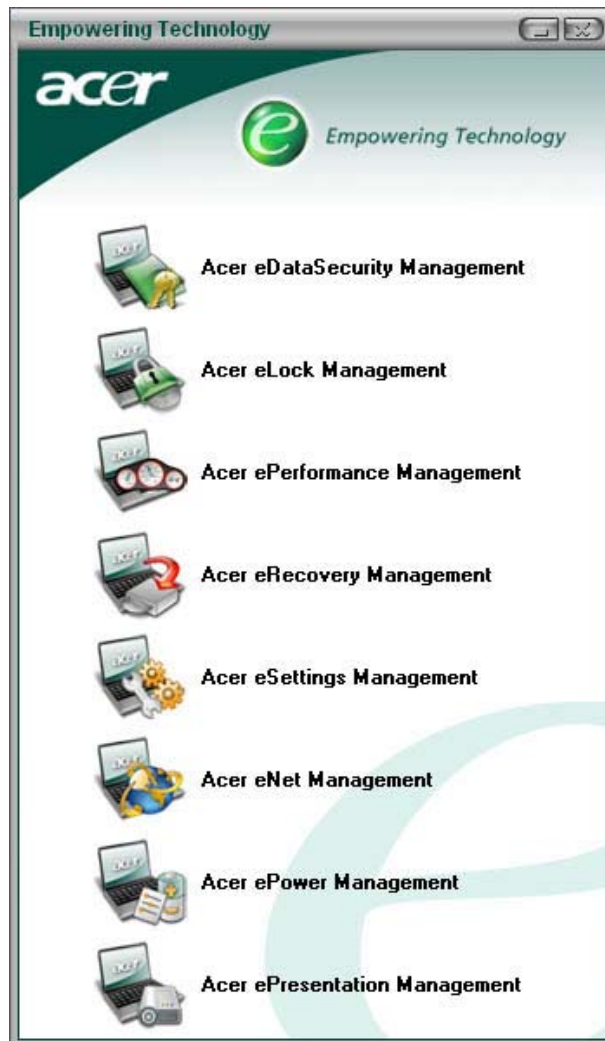 Empowering Technology
acer
e Empowering Technology
Acer eDataSecurity Management
Acer eLock Management
Acer ePerformance Management
Acer eRecovery Management
Acer eSettings Management
Acer eNet Management
Acer ePower Management
Acer ePresentation Management